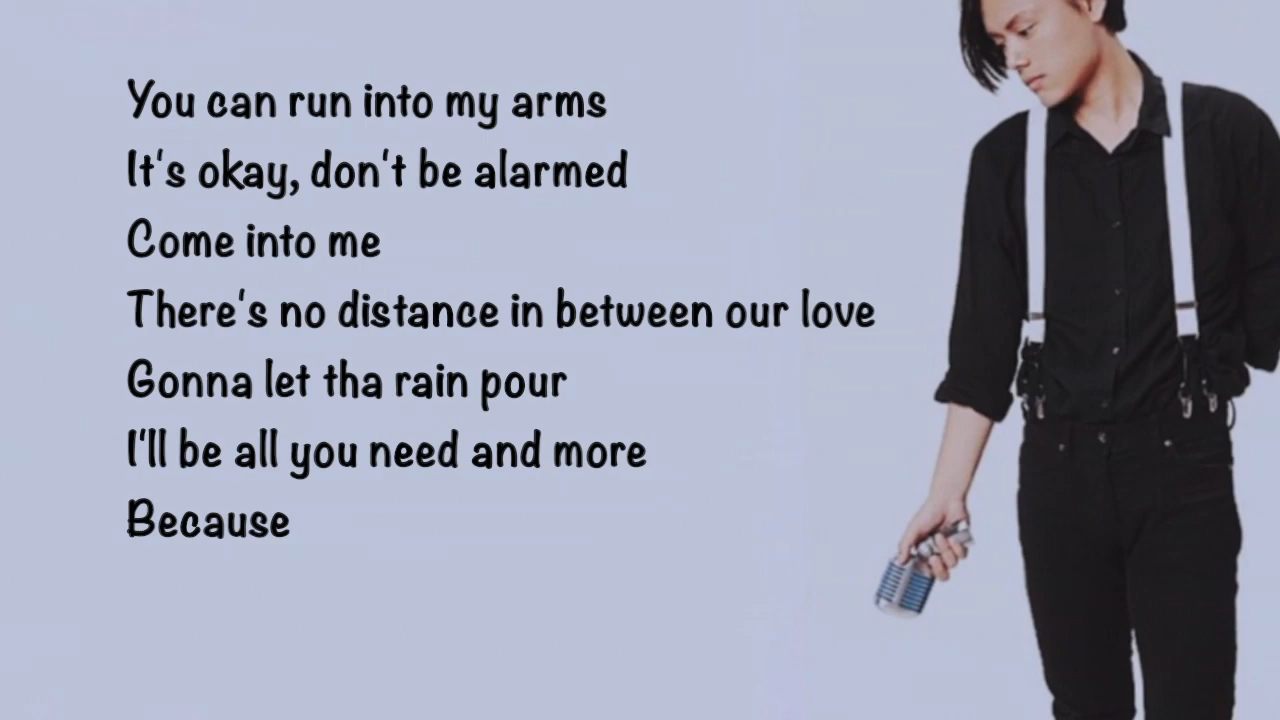 You can run into my arms
It's okay, don't be alarmed
Come into me
There's no distance in between our love
Gonna let tha rain pour
I'll be all you need and more
Because